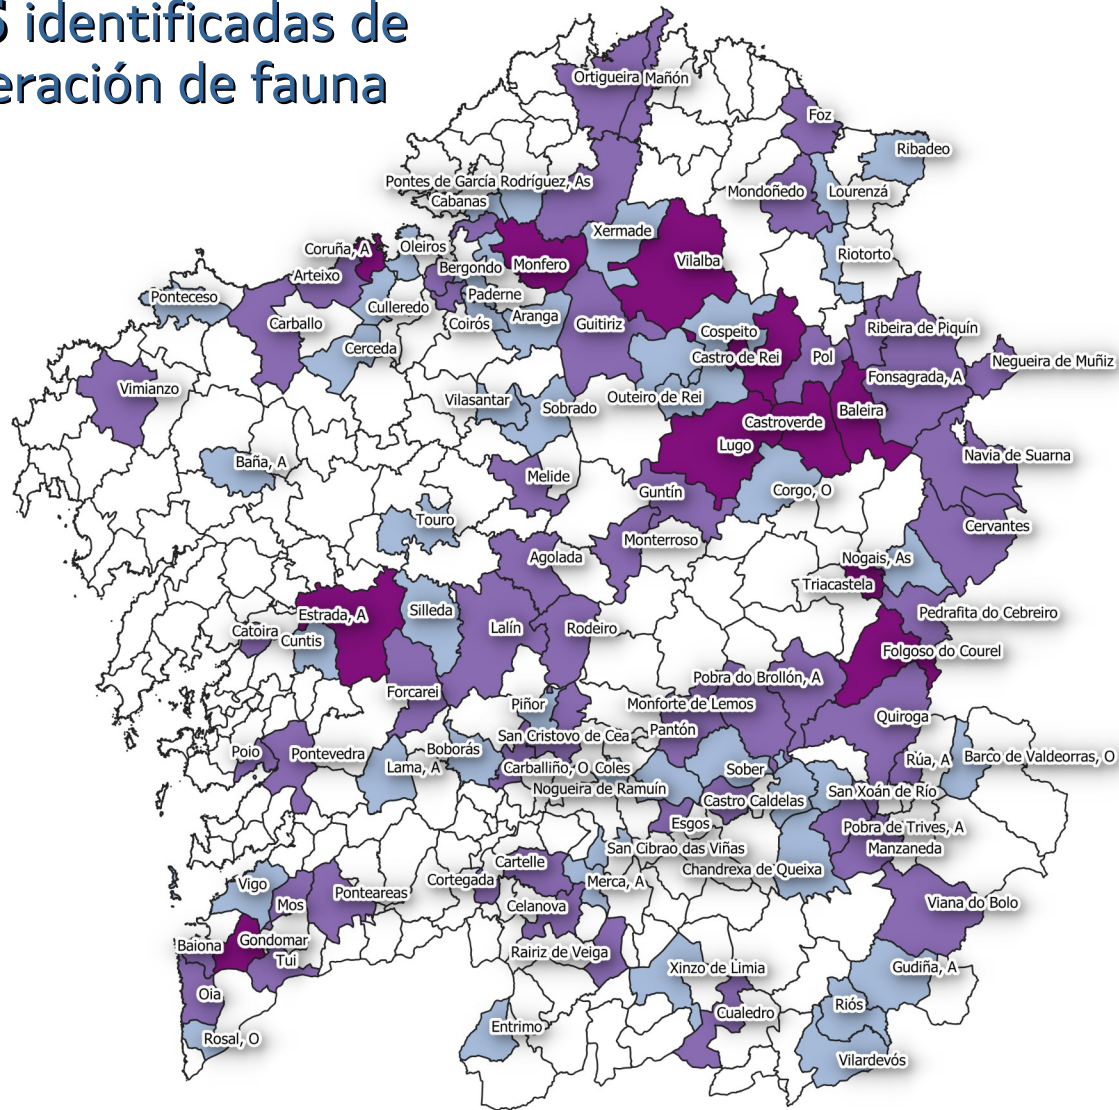 identificadas de
eración de fauna
Ortigueira
Mañón
Foz
Ribadeo
Pontes de García Rodríguez, As
Mondoñedo
Lourenzá
Cabanas
Xermade
Coruña, A
Oleiros
Riotorto
Arteixo
Bergondo
Monfero
Vilalba
Ponteceso
Culleredo
Paderne
Carballo
Coirós
Aranga
Guitiriz
Cospeito
Ribeira de Piquín
Cerceda
Castro de Rei
Pol
Negueira de Muñiz
Vimianzo
Fonsagrada, A
Vilasantar
Sobrado
Outeiro de Rei
Castroverde
Baleira
Lugo
Baña, A
Navia de Suarna
Melide
Guntín
Corgo, O
Touro
Monterroso
Cervantes
Agolada
Nogais, As
Triacastela
Estrada, A
Silleda
Pedrafita do Cebreiro
Catoira
Cuntis
Lalín
Rodeiro
Folgoso do Courel
Forcarei
Pobra do Brollón, A
Piñor
Monforte de Lemos
Quiroga
San Cristovo de Cea
Pantón
Poio
Pontevedra
Boborás
Rúa, A
Barco de Valdeorras, O
Lama, A
Carballiño, O
Coles
Sober
Nogueira de Ramuín
San Xoán de Río
Castro Caldelas
Esgos
Pobra de Trives, A
San Cibrao das Viñas
Manzaneda
Cartelle
Chandrexa de Queixa
Vigo
Cortegada
Merca, A
Ponteareas
Mos
Celanova
Viana do Bolo
Baiona
Gondomar
Tui
Rairiz de Veiga
Xinzo de Limia
Gudiña, A
Oia
Riós
Cualedro
Entrimo
Rosal, O
Vilardevós